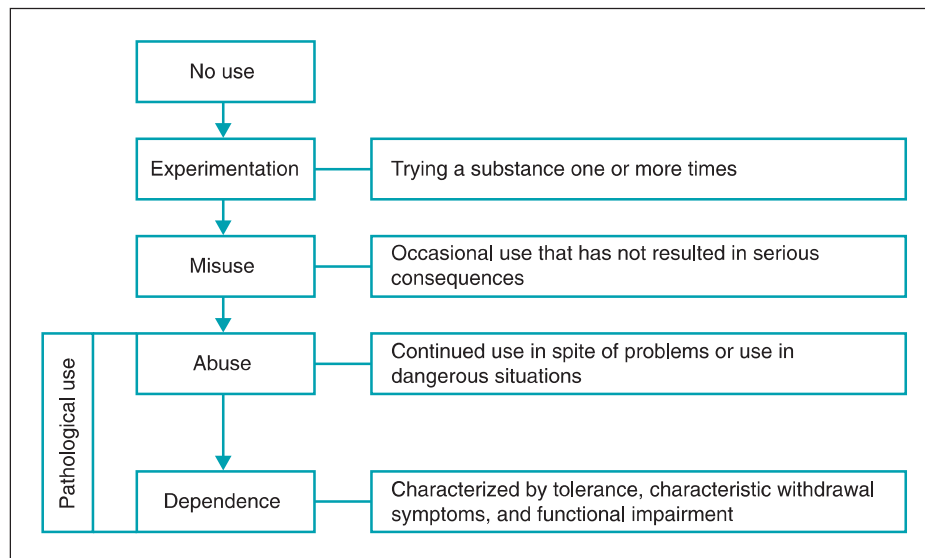 No use
Experimentation
Trying a substance one or more times
Misuse
Occasional use that has not resulted in serious
consequences
Pathological use
Abuse
Continued use in spite of problems or use in
dangerous situations
Dependence
Characterized by tolerance, characteristic withdrawal
symptoms, and functional impairment